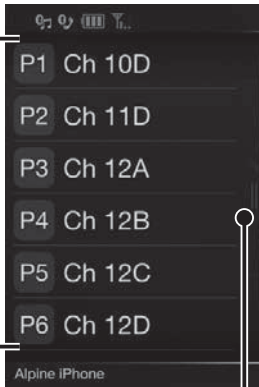 P1 Ch 10D
P2 Ch 11D
P3 Ch 12A
P4 Ch 12B
P5 Ch 12C
P6 Ch 12D
Alpine iPhone